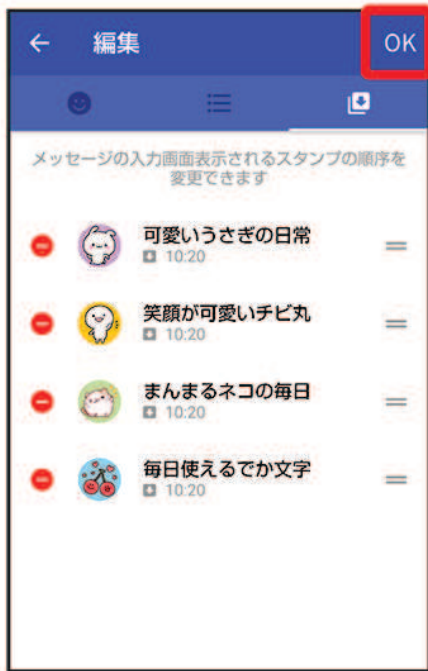 編集
OK
メッセージの入力画面表示されるスタンプの順序を
変更できます
可愛いうさぎの日常
10:20
笑顔が可愛いチビ丸
10:20
まんまるネコの毎日
10:20
毎日使えるでか文字
10:20